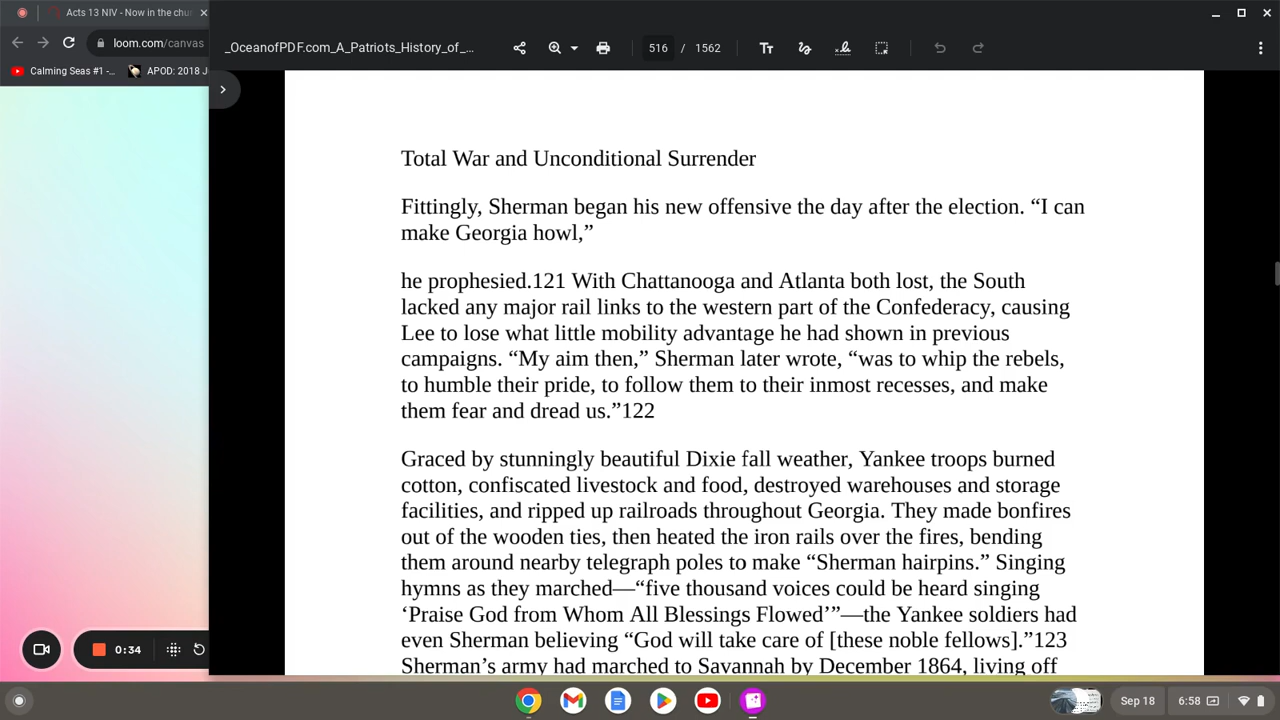 Acts 13 NIV - Now in the chu
loom.com/canvas
Calming Seas #1 -...
APOD: 2018 J
_OceanofPDF.com_A_Patriots_History_of_...
516 / 1562
Total War and Unconditional Surrender
Fittingly, Sherman began his new offensive the day after the election. “I can
make Georgia howl,”
he prophesied.121 With Chattanooga and Atlanta both lost, the South
lacked any major rail links to the western part of the Confederacy, causing
Lee to lose what little mobility advantage he had shown in previous
campaigns. “My aim then,” Sherman later wrote, “was to whip the rebels,
to humble their pride, to follow them to their inmost recesses, and make
them fear and dread us.”122
Graced by stunningly beautiful Dixie fall weather, Yankee troops burned
cotton, confiscated livestock and food, destroyed warehouses and storage
facilities, and ripped up railroads throughout Georgia. They made bonfires
out of the wooden ties, then heated the iron rails over the fires, bending
them around nearby telegraph poles to make “Sherman hairpins.” Singing
hymns as they marched—“five thousand voices could be heard singing
‘Praise God from Whom All Blessings Flowed’”—the Yankee soldiers had
even Sherman believing “God will take care of [these noble fellows].”123
Sherman’s army had marched to Savannah by December 1864, living off
0:34
Sep 18
6:58